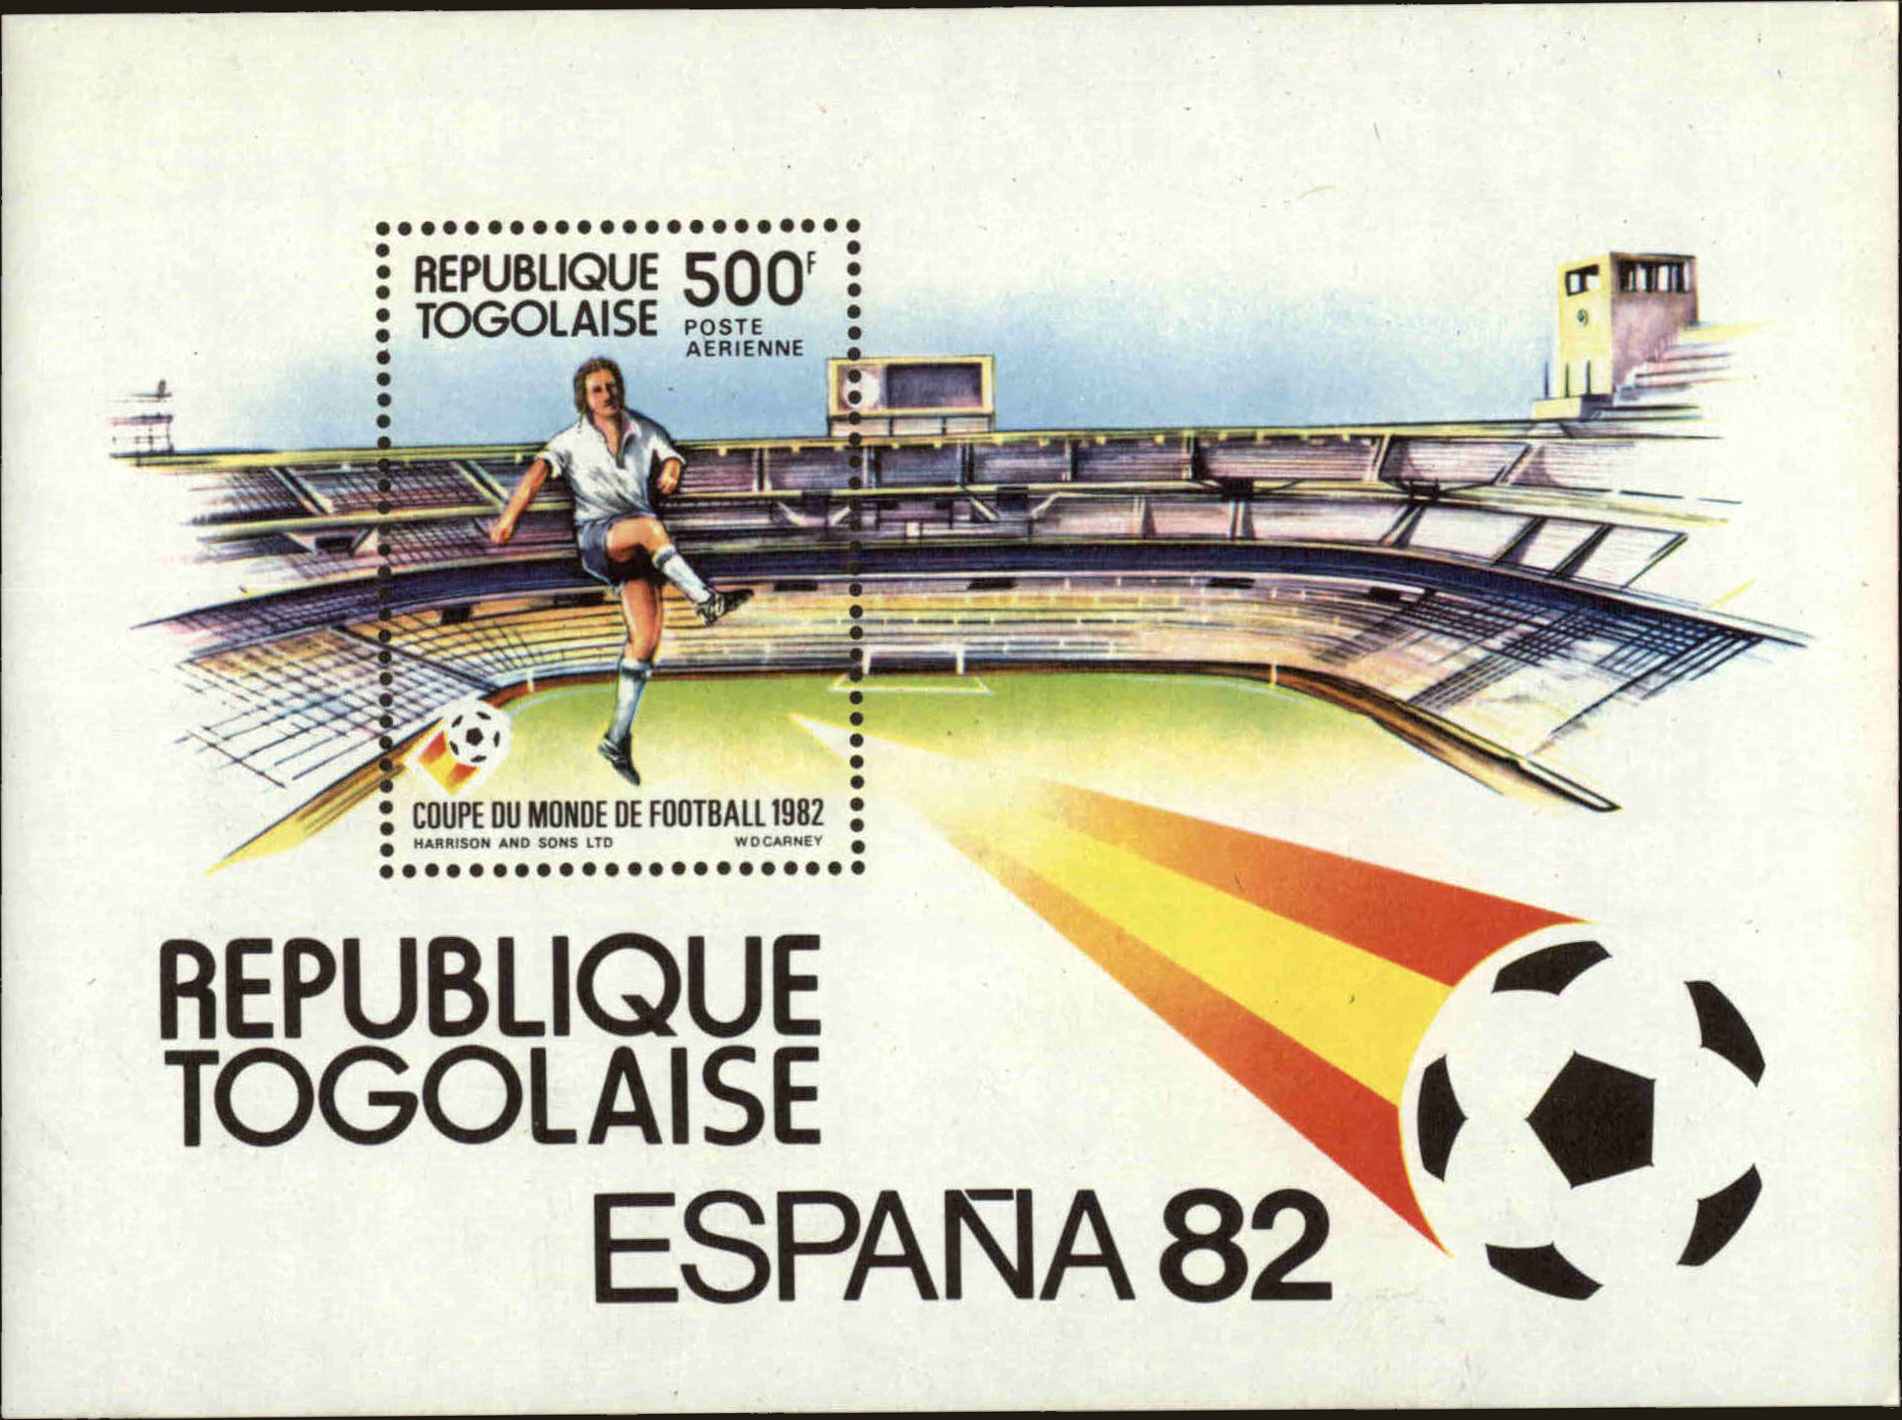 REPUBLIQUE
TOGOLAISE
500F
POSTE
AERIENNE
COUPE DU MONDE DE FOOTBALL 1982
HARRISON AND SONS LTD
W D CARNEY
REPUBLIQUE
TOGOLAISE
ESPAÑA 82